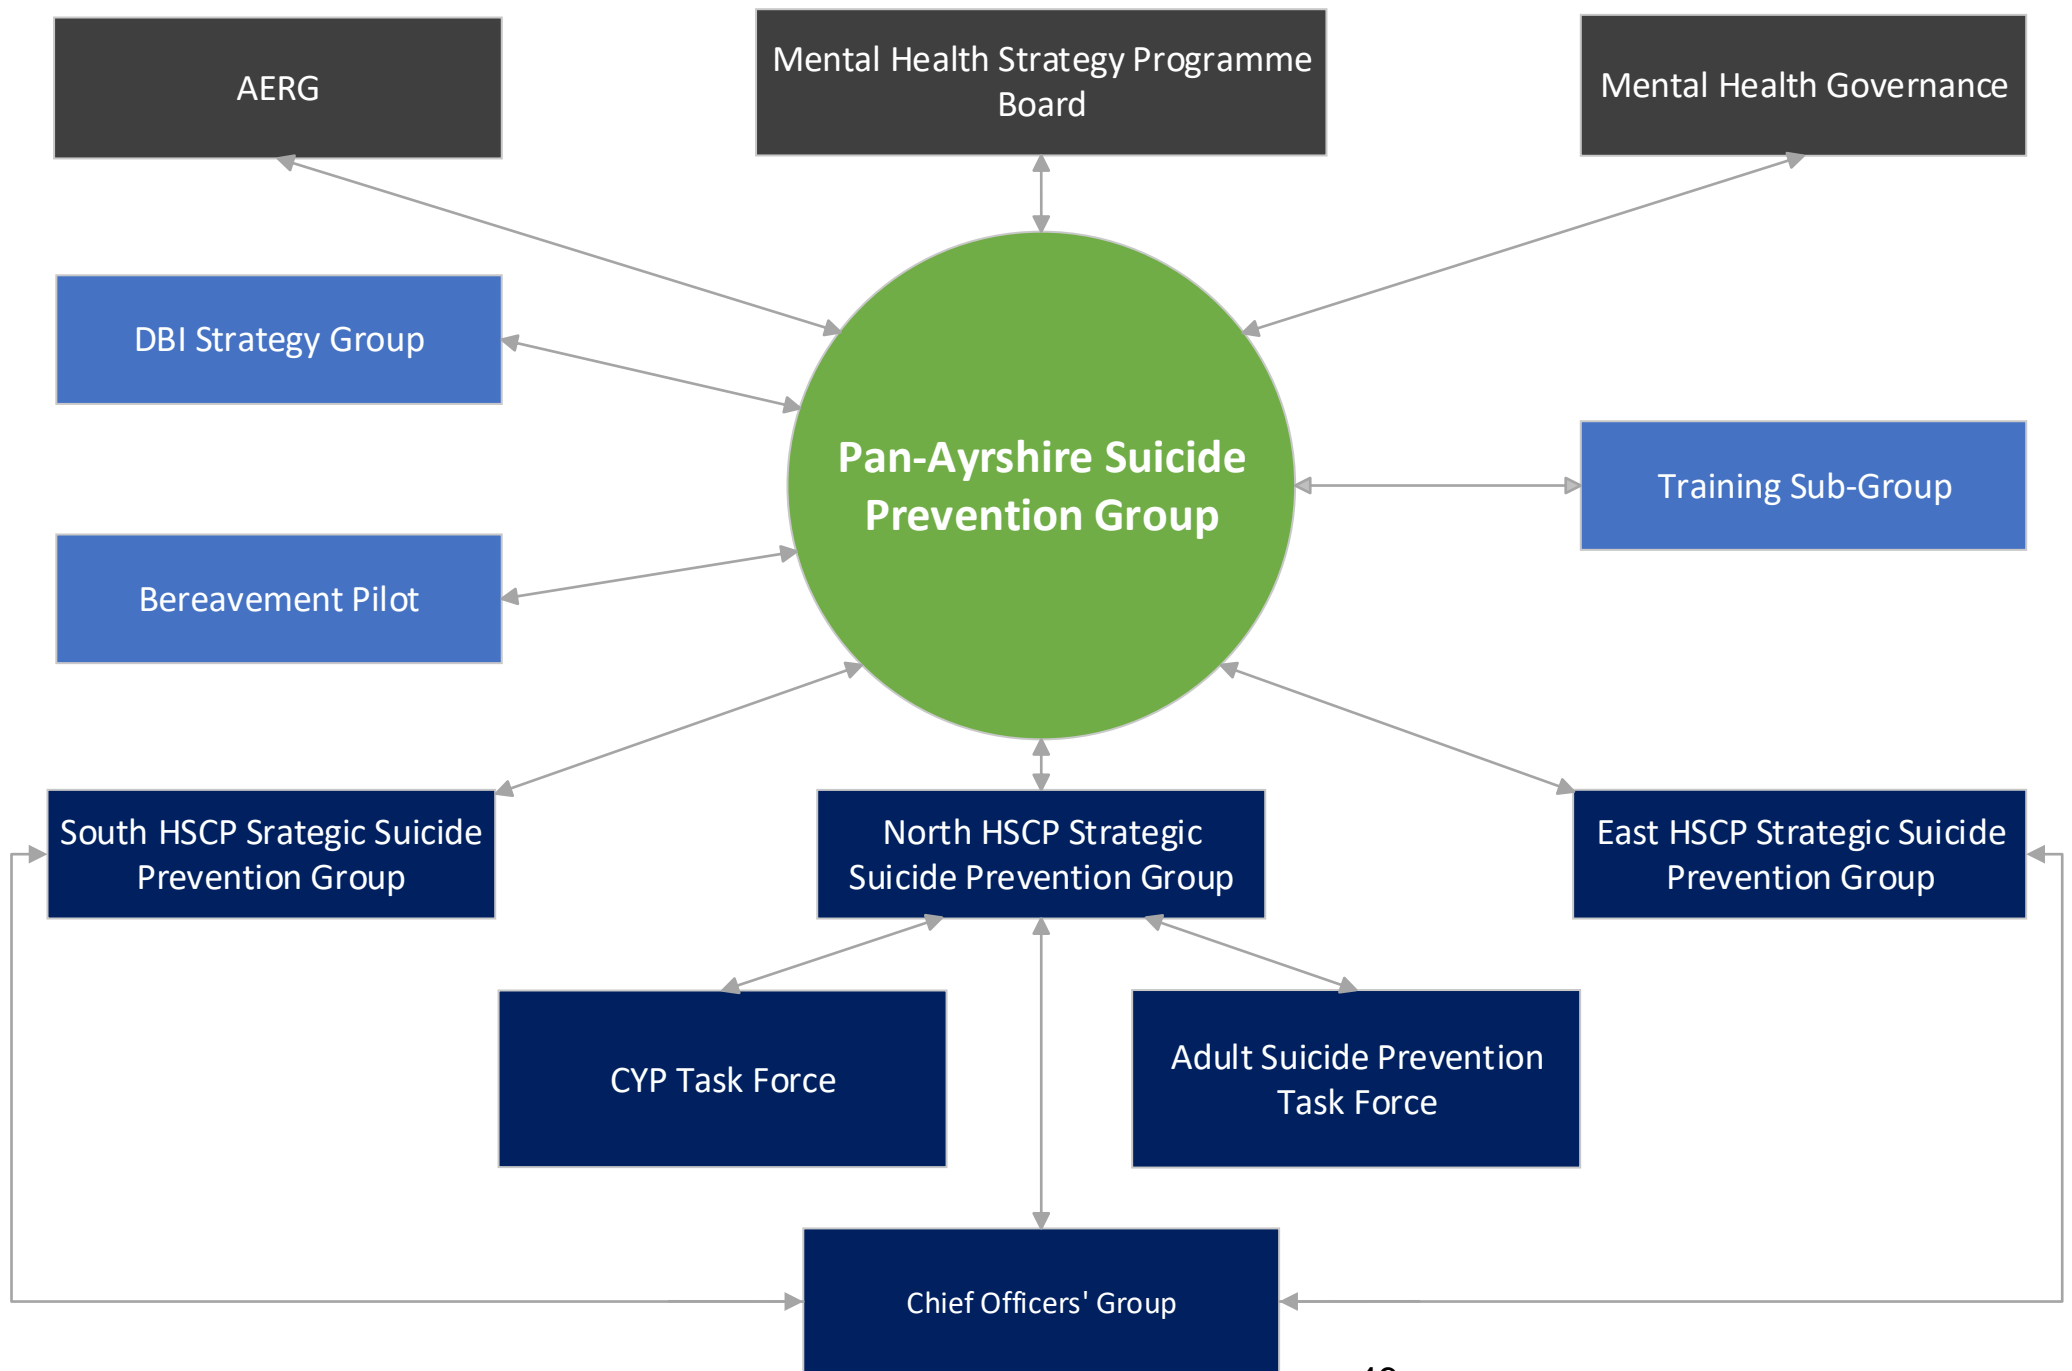 AERG
Mental Health Strategy Programme
Board
Mental Health Governance
DBI Strategy Group
Pan-Ayrshire Suicide
Prevention Group
Training Sub-Group
Bereavement Pilot
South HSCP Srategic Suicide
Prevention Group
North HSCP Strategic
Suicide Prevention Group
East HSCP Strategic Suicide
Prevention Group
CYP Task Force
Adult Suicide Prevention
Task Force
Chief Officers' Group